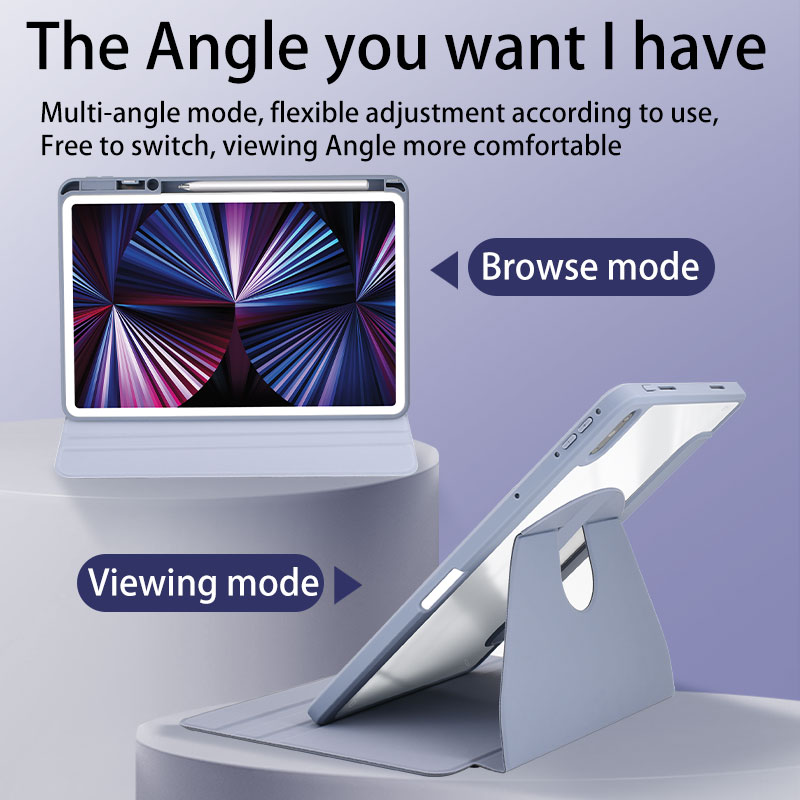 The Angle you want I have
Multi-angle mode, flexible adjustment according to use,
Free to switch, viewing Angle more comfortable
Browse mode
Viewing mode